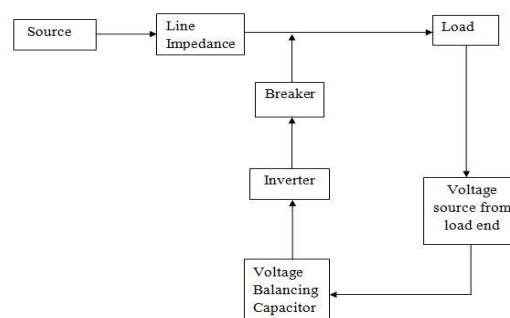 Source
Line
Impedance
Load
Breaker
Inverter
Voltage
source from
load end
Voltage
Balancing
Capacitor